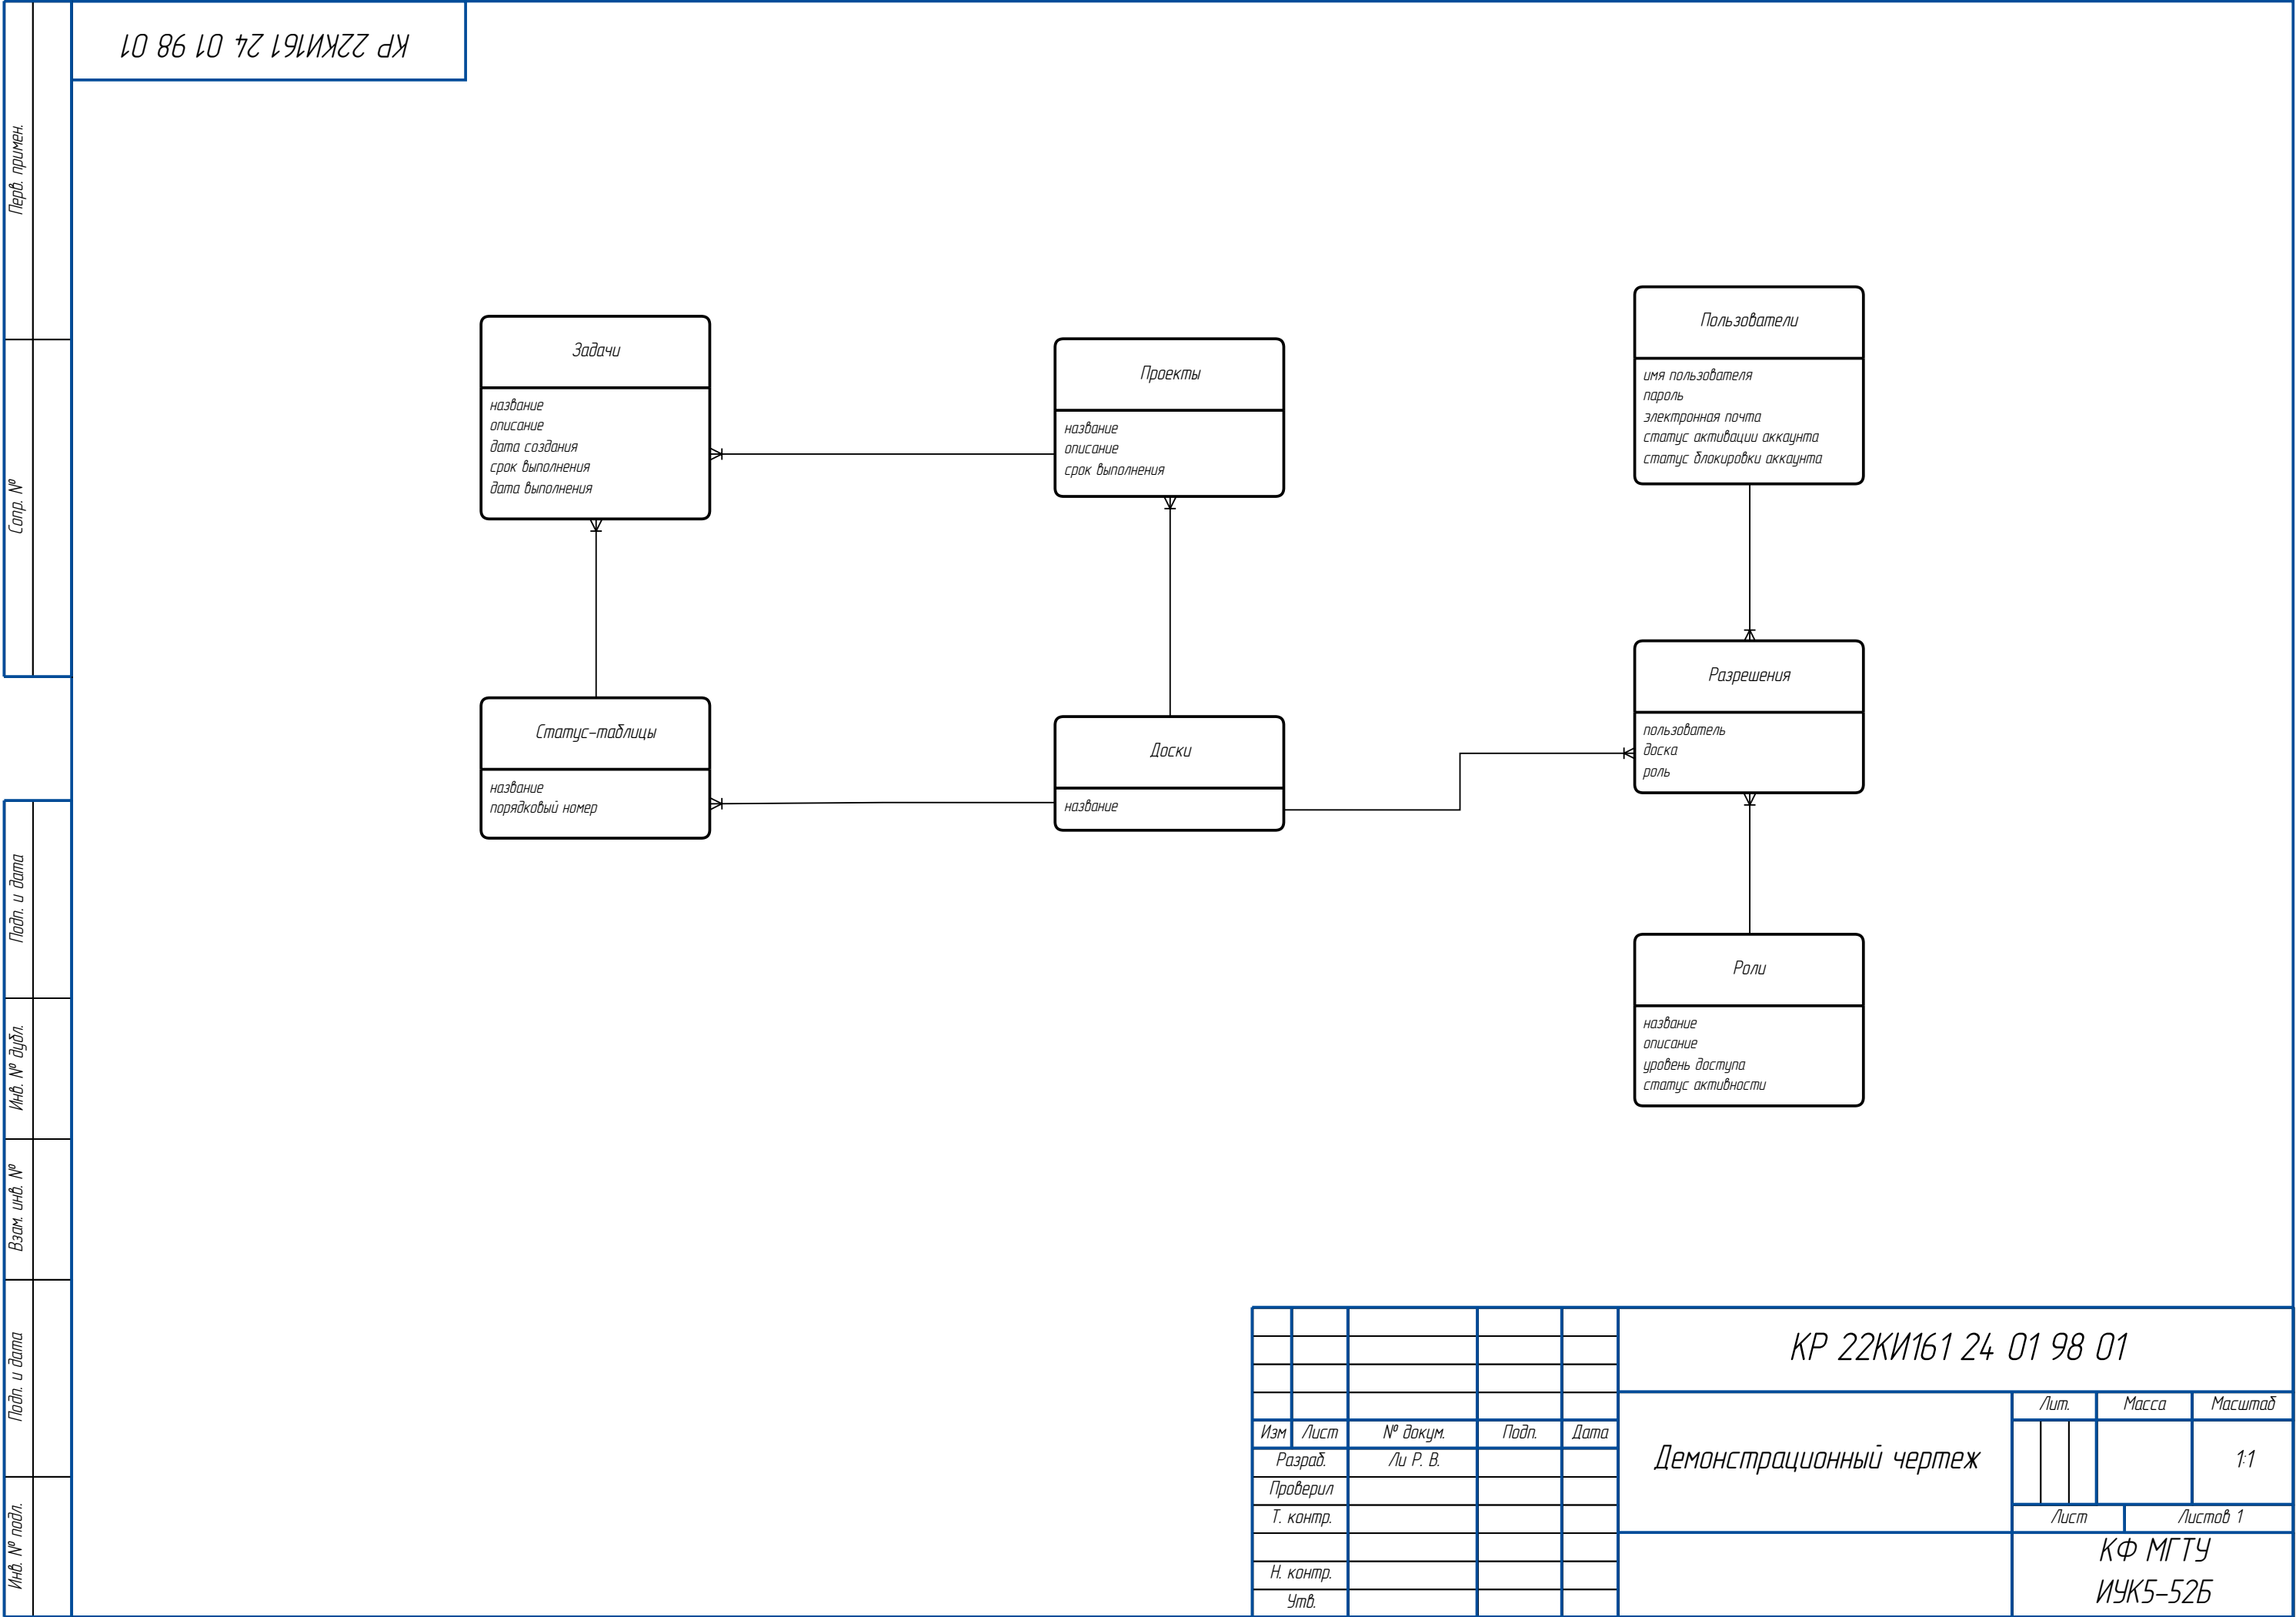 КР 22КИ161 24 01 98 01
Перв. примен.
Сопр. №
Подп. и дата
Инв. № дубл.
Взам. инв. №
Подп. и дата
Инв. № подл.
Задачи
название
описание
дата создания
срок выполнения
дата выполнения
Проекты
название
описание
срок выполнения
Пользователи
имя пользователя
пароль
электронная почта
статус активации аккаунта
статус блокировки аккаунта
Статус-таблицы
название
порядковый номер
Доски
название
Разрешения
пользователь
доска
роль
Роли
название
описание
уровень доступа
статус активности
КР 22КИ161 24 01 98 01
Изм Лист № докум. Подп. Дата
Разраб. Ли Р. В.
Проверил
Т. контр.
Н. контр.
Утв.
Демонстрационный чертеж
Лит. Масса Масштаб
1:1
Лист Листов 1
КФ МГТУ
ИУК5-52Б